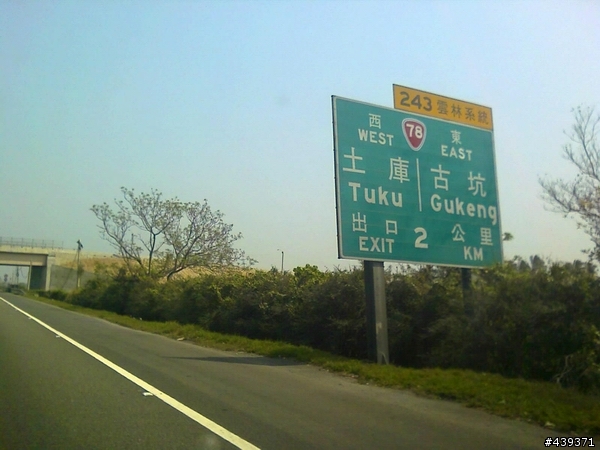 243 雲林系統
西 78 東
WEST EAST
土庫 古坑
Tuku Gukeng
出口 2 公里
EXIT KM
#439371